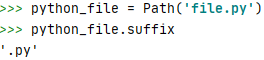 >>> python_file = Path('file.py')
>>> python_file.suffix
'.py'